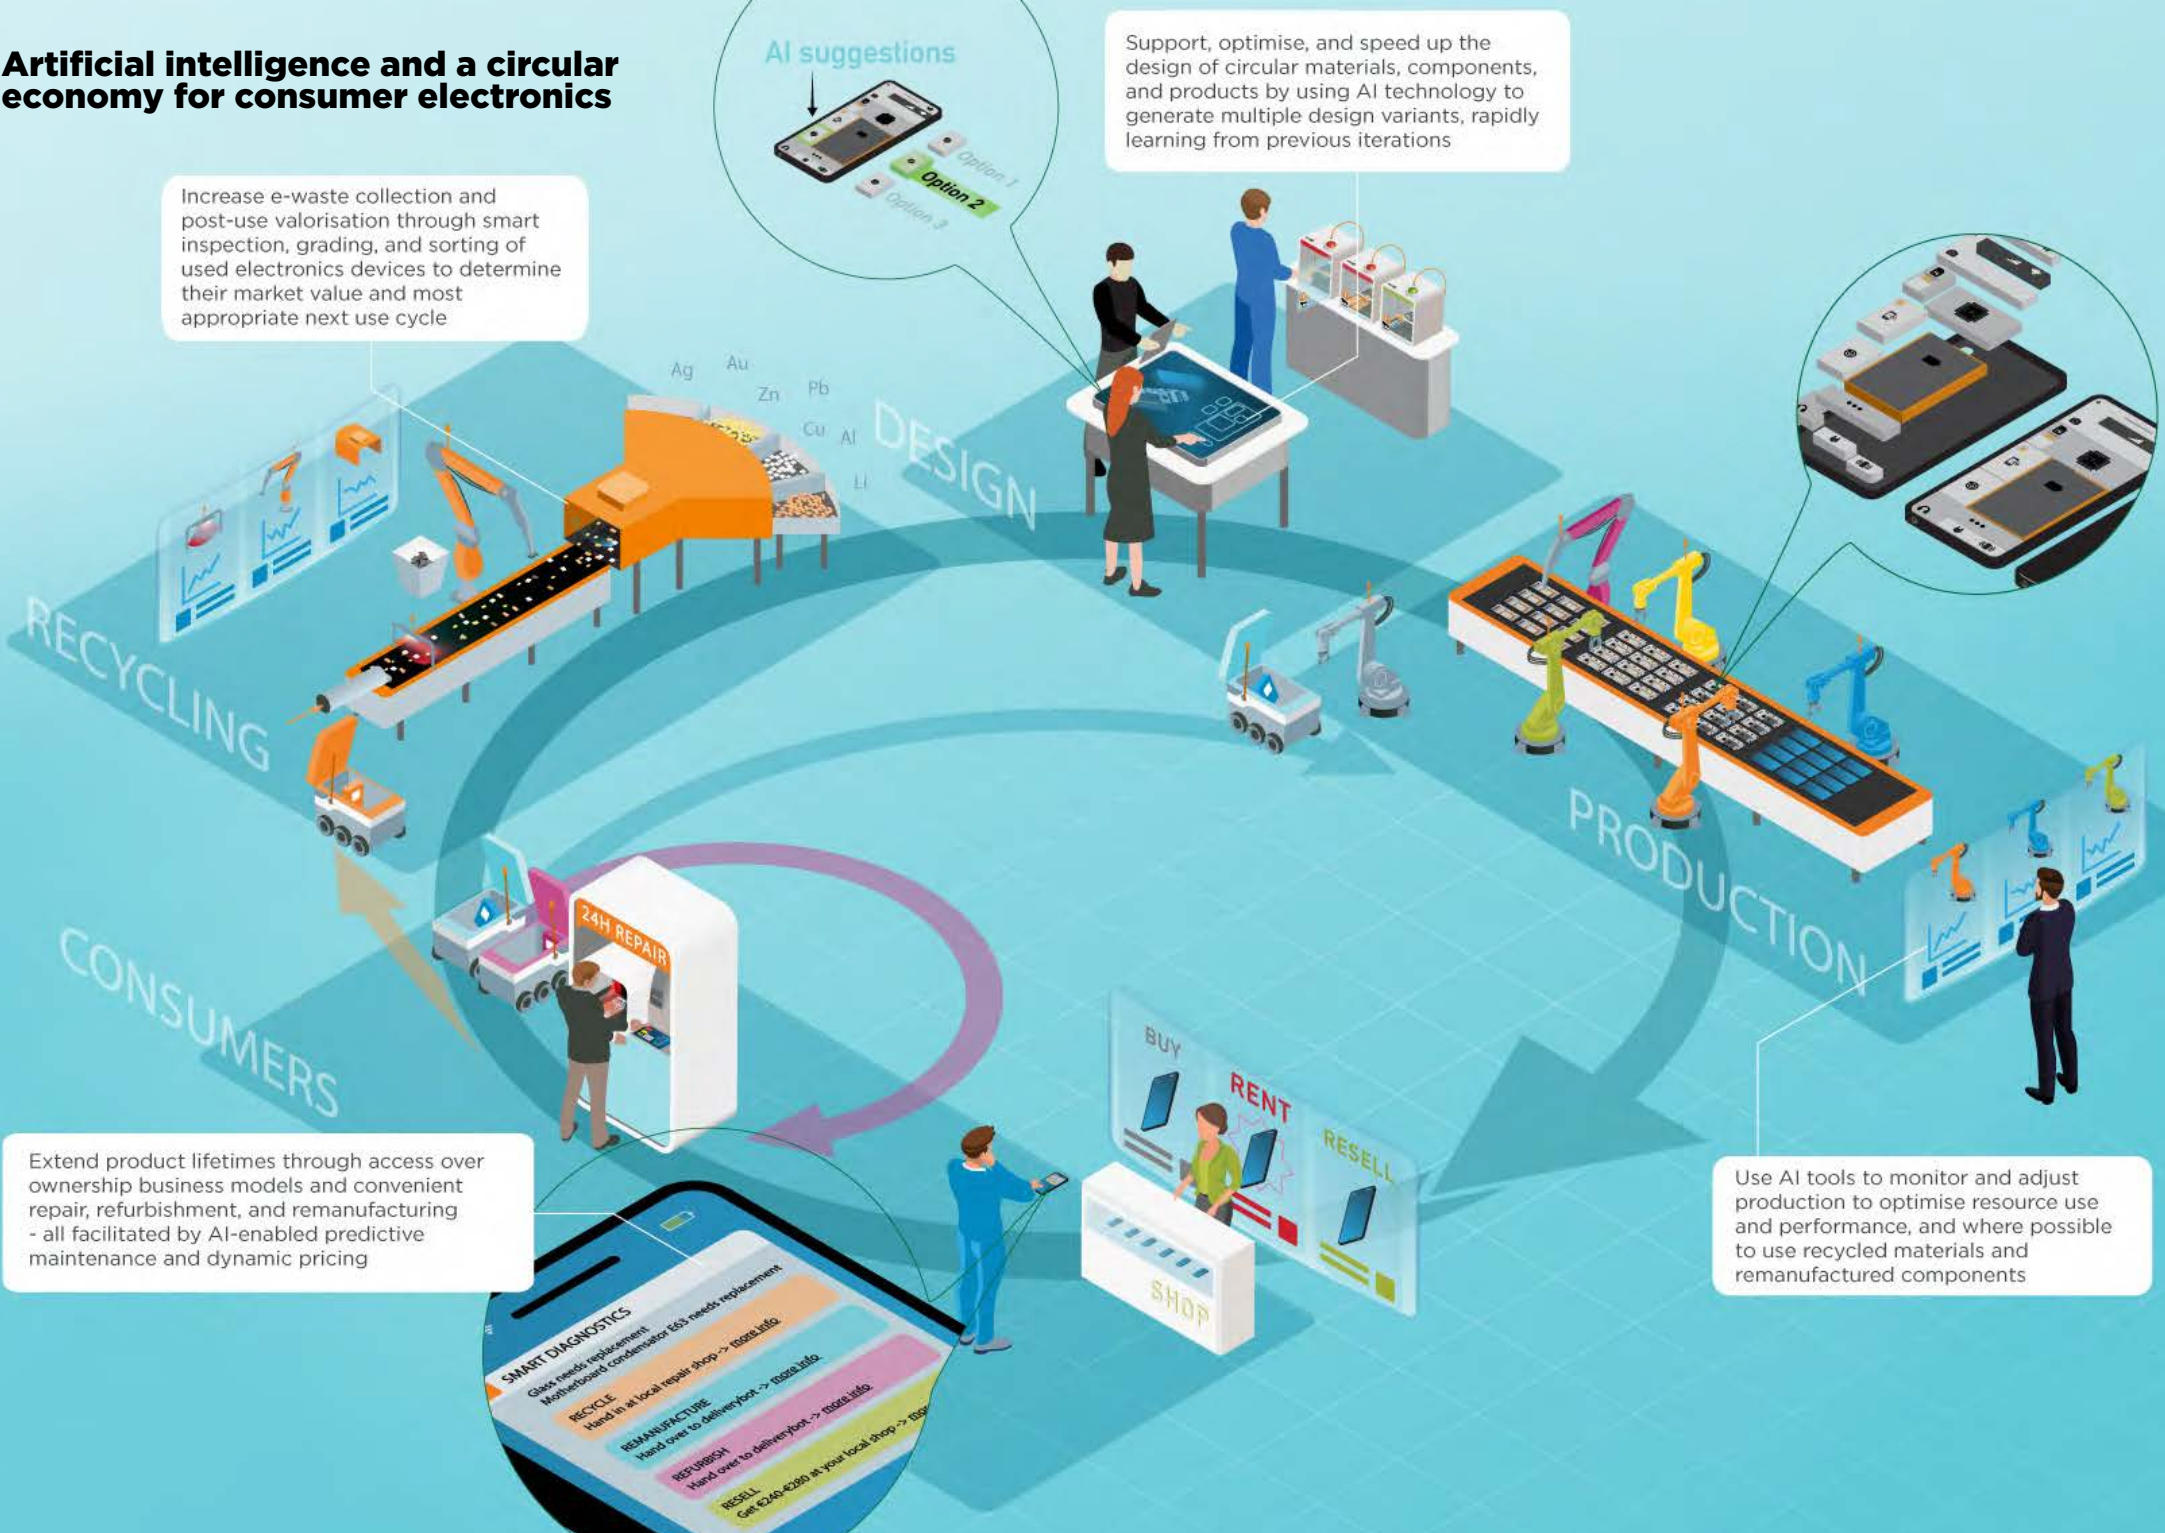 Artificial intelligence and a circular
economy for consumer electronics
AI suggestions
Option 1
Option 2
Option 3
Support, optimise, and speed up the
design of circular materials, components,
and products by using AI technology to
generate multiple design variants, rapidly
learning from previous iterations
Increase e-waste collection and
post-use valorisation through smart
inspection, grading, and sorting of
used electronics devices to determine
their market value and most
appropriate next use cycle
Ag
Au
Zn
Pb
Cu
Al
Li
DESIGN
RECYCLING
PRODUCTION
CONSUMERS
24H REPAIR
BUY
RENT
RESELL
SHOP
Extend product lifetimes through access over
ownership business models and convenient
repair, refurbishment, and remanufacturing
- all facilitated by AI-enabled predictive
maintenance and dynamic pricing
Use AI tools to monitor and adjust
production to optimise resource use
and performance, and where possible
to use recycled materials and
remanufactured components
SMART DIAGNOSTICS
Glass needs replacement
Motherboard condensator E63 needs replacement
RECYCLE
Hand in at local repair shop -> more info
REMANUFACTURE
Hand over to deliverybot -> more info
REFURBISH
Hand over to deliverybot -> more info
RESELL
Get €240-€280 at your local shop -> mor